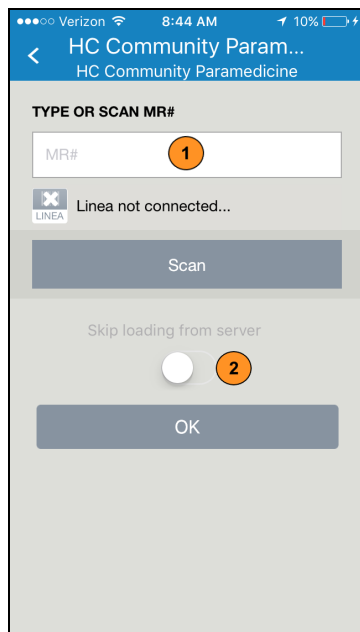 Verizon 8:44 AM 10%
HC Community Param...
HC Community Paramedicine
TYPE OR SCAN MR#
MR# 1
LINEA Linea not connected...
Scan
Skip loading from server
2
OK